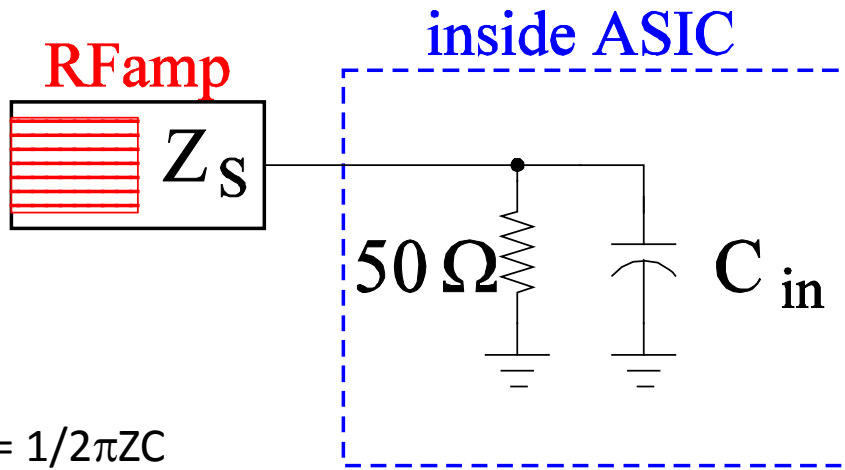 inside ASIC
RFamp
Z S
50 Ω
C in
= 1/2πZC